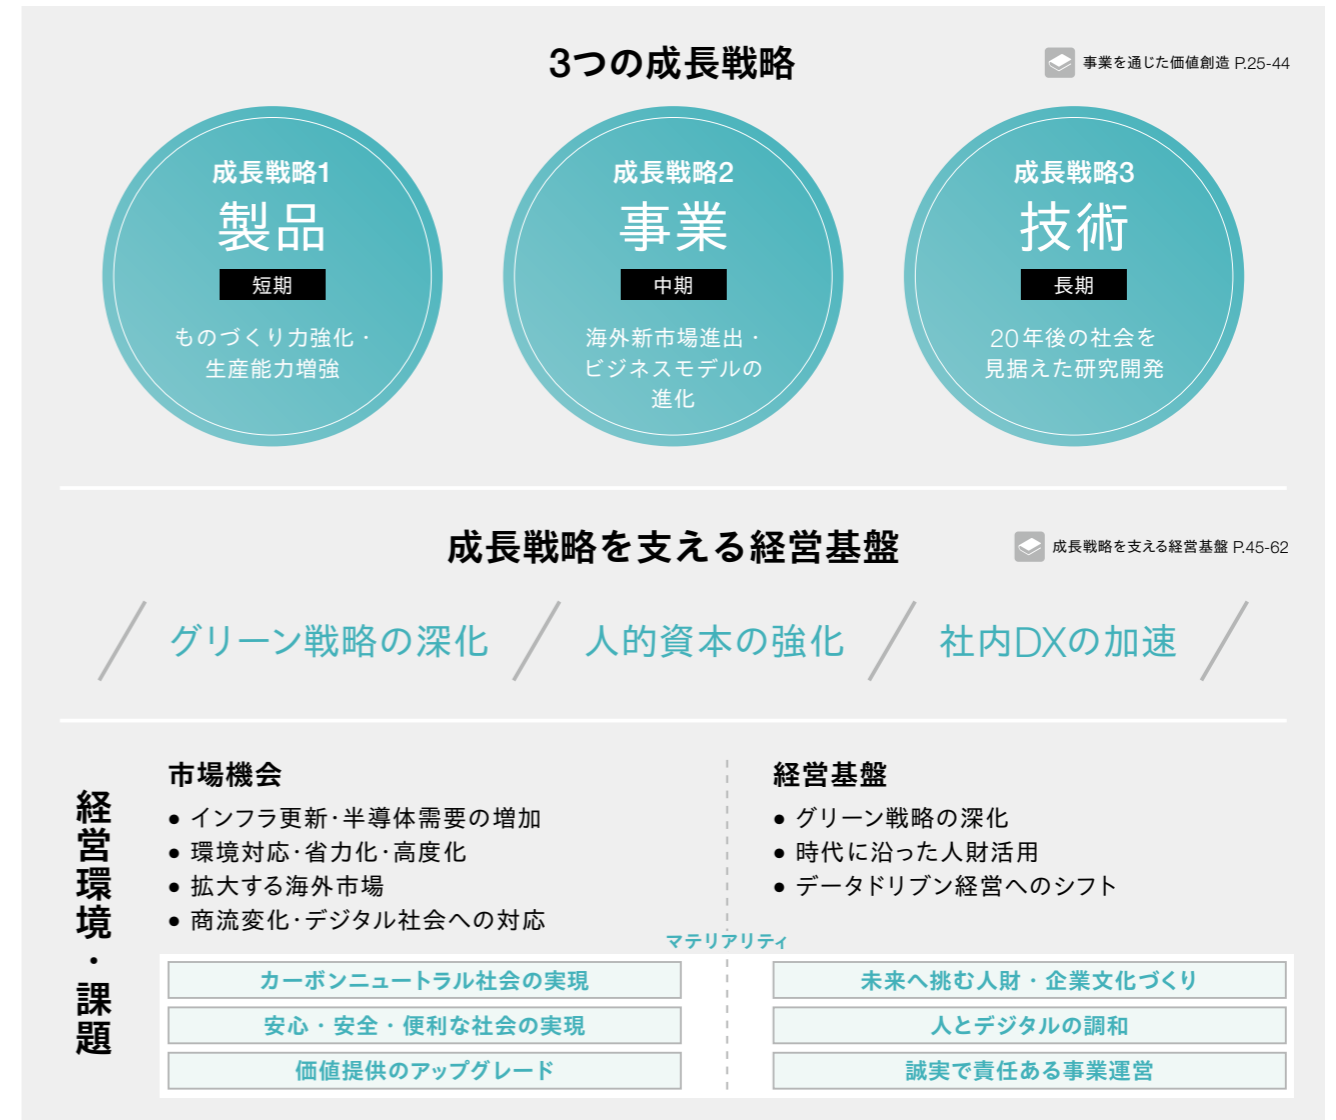 3つの成長戦略
事業を通じた価値創造 P.25-44
成長戦略1
製品
短期
ものづくり力強化・
生産能力増強
成長戦略2
事業
中期
海外新市場進出・
ビジネスモデルの
進化
成長戦略3
技術
長期
20年後の社会を
見据えた研究開発
成長戦略を支える経営基盤
成長戦略を支える経営基盤 P.45-62
グリーン戦略の深化
人的資本の強化
社内DXの加速
経営環境・課題
市場機会
● インフラ更新・半導体需要の増加
● 環境対応・省力化・高度化
● 拡大する海外市場
● 商流変化・デジタル社会への対応
経営基盤
● グリーン戦略の深化
● 時代に沿った人財活用
● データドリブン経営へのシフト
マテリアリティ
カーボンニュートラル社会の実現
安心・安全・便利な社会の実現
価値提供のアップグレード
未来へ挑む人財・企業文化づくり
人とデジタルの調和
誠実で責任ある事業運営